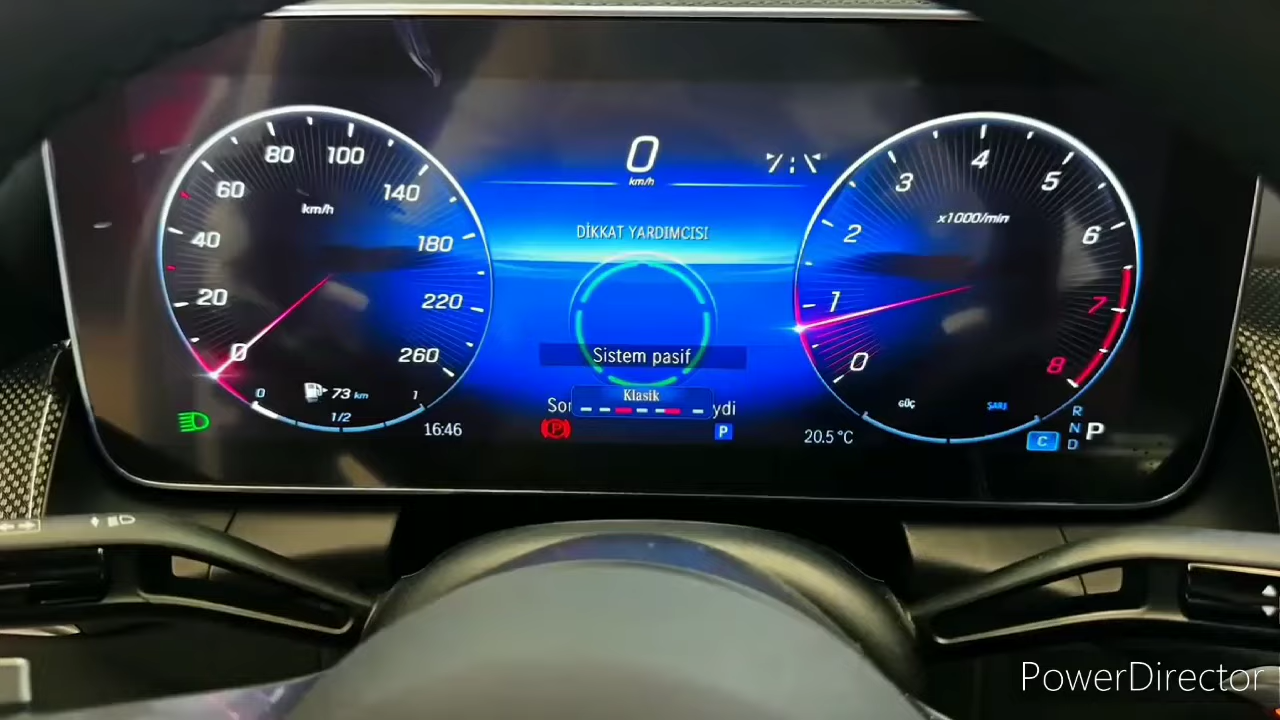 0
km/h
DİKKAT YARDIMCISI
Sistem pasif
Klasik
0
20
40
60
80
100
140
180
220
260
km/h
73 km
0
1/2
1
16:46
P
P
20.5 °C
0
1
2
3
4
5
6
7
8
x1000/min
GÜÇ
ŞARJ
C
R
N
D
P
PowerDirector